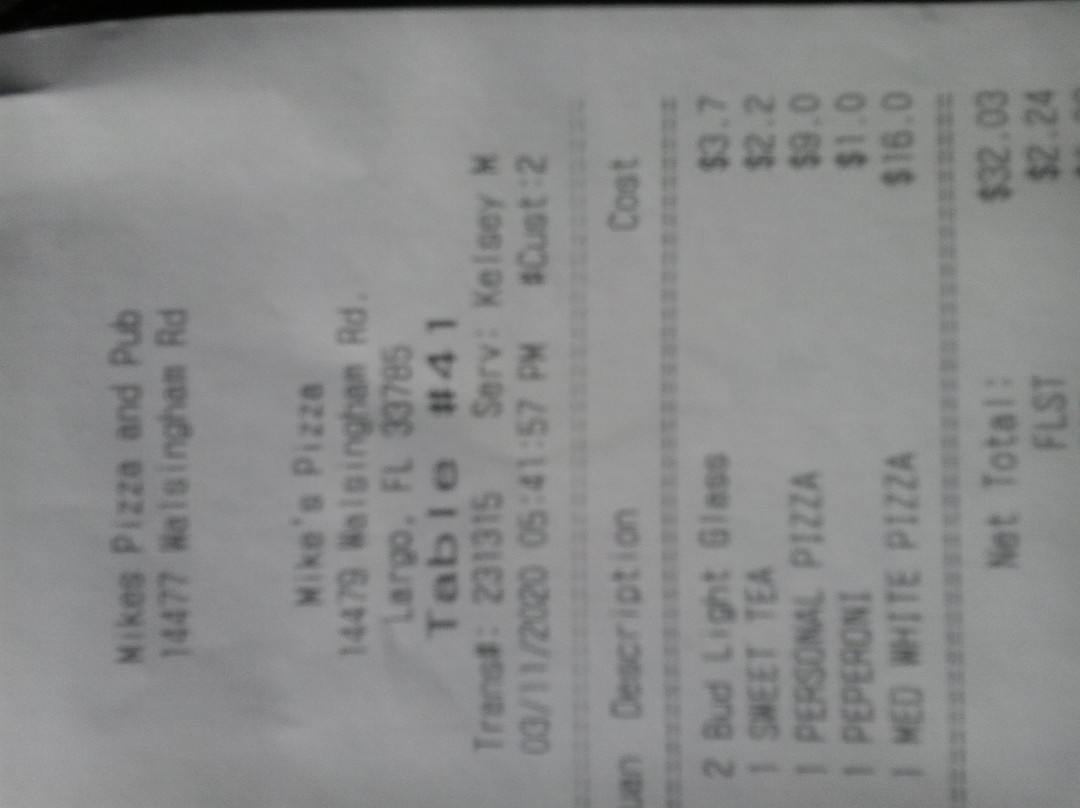 Mikes Pizza and Pub
14477 Walsingham Rd
Mike's Pizza
14479 Walsingham Rd.
Largo, FL 33785
Table #41
Trans#: 231315 Serv: Kelsey M
03/11/2020 05:41:57 PM #Cust:2
===============================
uan Description Cost
===============================
2 Bud Light Glass $3.7
1 SWEET TEA $2.2
1 PERSONAL PIZZA $9.0
1 PEPERONI $1.0
1 MED WHITE PIZZA $16.0
===============================
Net Total: $32.03
FLST $2.24